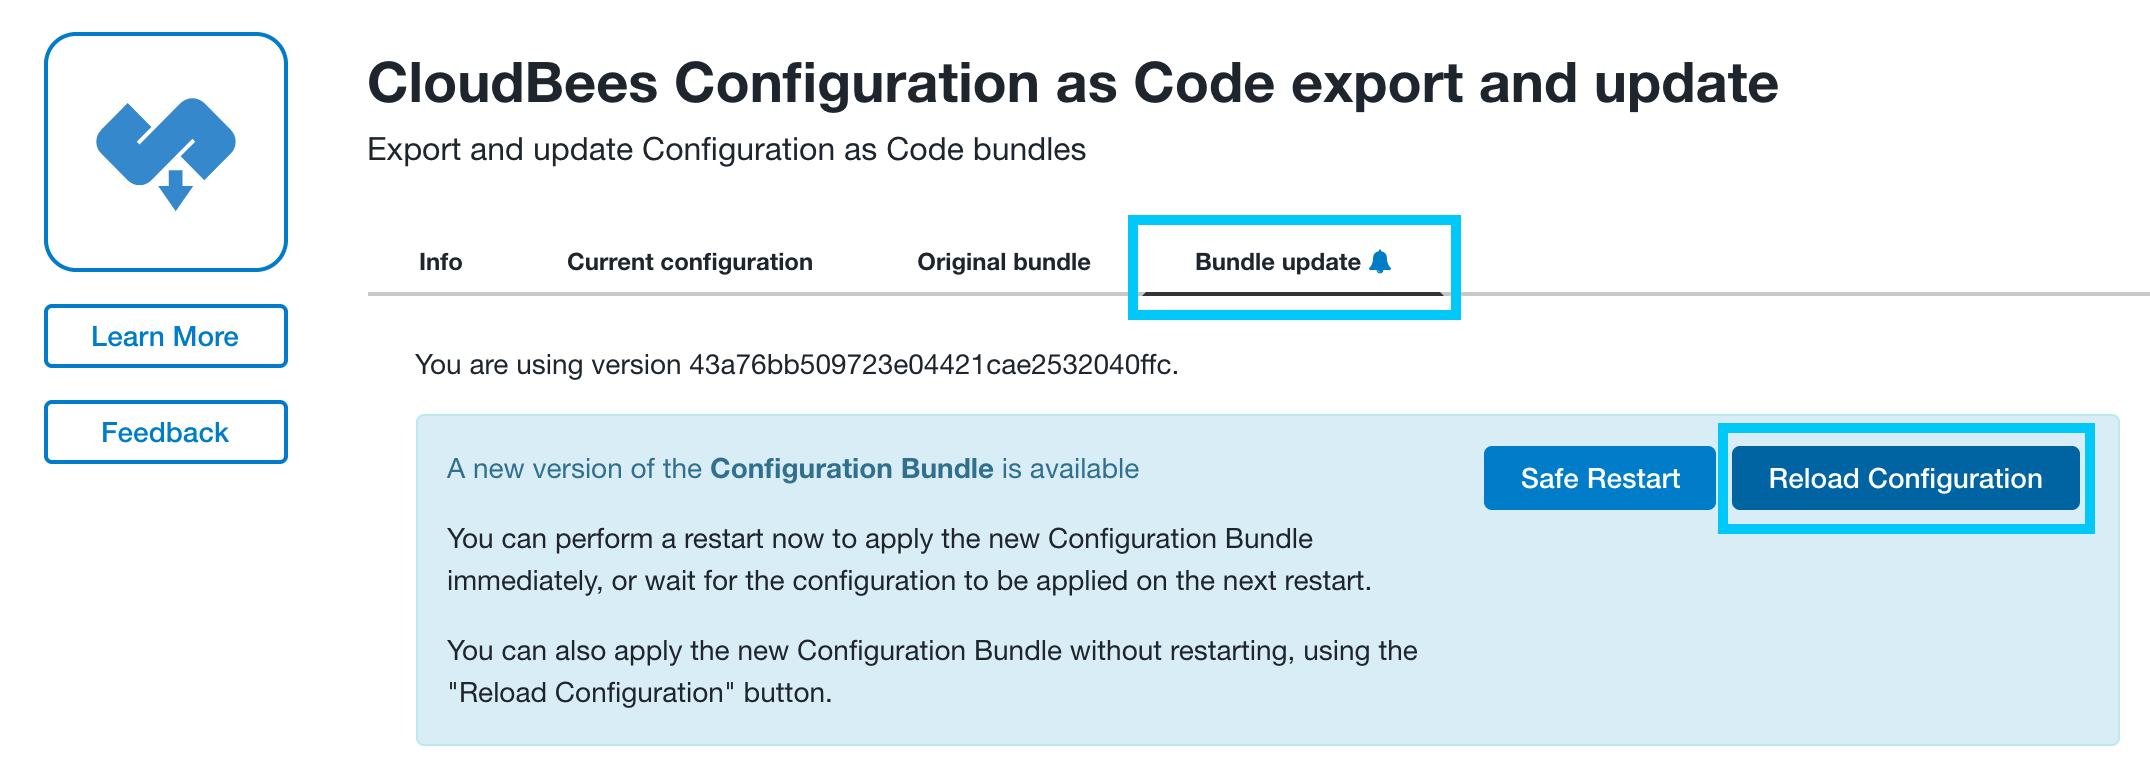 CloudBees Configuration as Code export and update
Export and update Configuration as Code bundles
Info
Current configuration
Original bundle
Bundle update
Learn More
Feedback
You are using version 43a76bb509723e04421cae2532040ffc.
A new version of the Configuration Bundle is available
Safe Restart
Reload Configuration
You can perform a restart now to apply the new Configuration Bundle
immediately, or wait for the configuration to be applied on the next restart.
You can also apply the new Configuration Bundle without restarting, using the
"Reload Configuration" button.